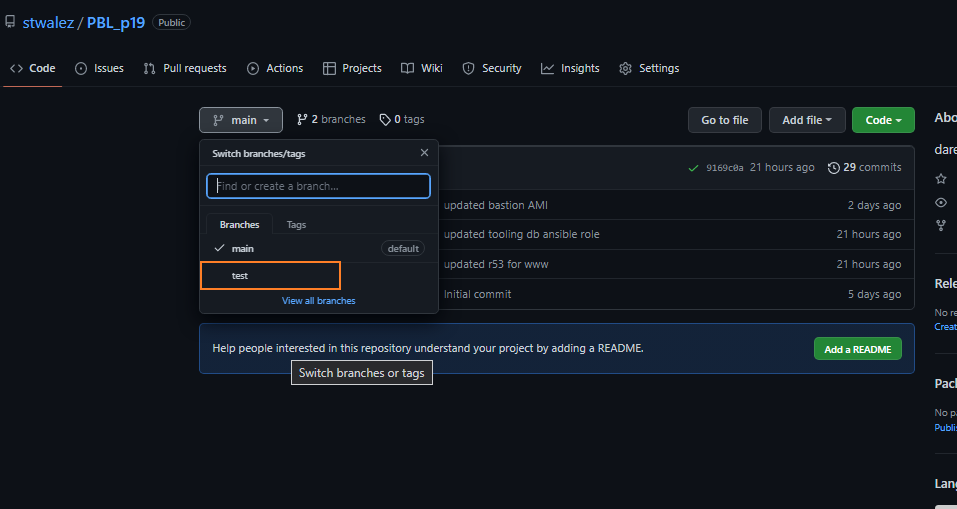 stwalez / PBL_p19 Public
Code Issues Pull requests Actions Projects Wiki Security Insights Settings
main 2 branches 0 tags Go to file Add file Code
Switch branches/tags
Find or create a branch...
Branches Tags
main default
test
View all branches
9169c0a 21 hours ago 29 commits
updated bastion AMI 2 days ago
updated tooling db ansible role 21 hours ago
updated r53 for www 21 hours ago
Initial commit 5 days ago
Help people interested in this repository understand your project by adding a README. Add a README
Switch branches or tags
Abo
dare
Rele
No re
Creat
Pack
No pa
Publis
Lang